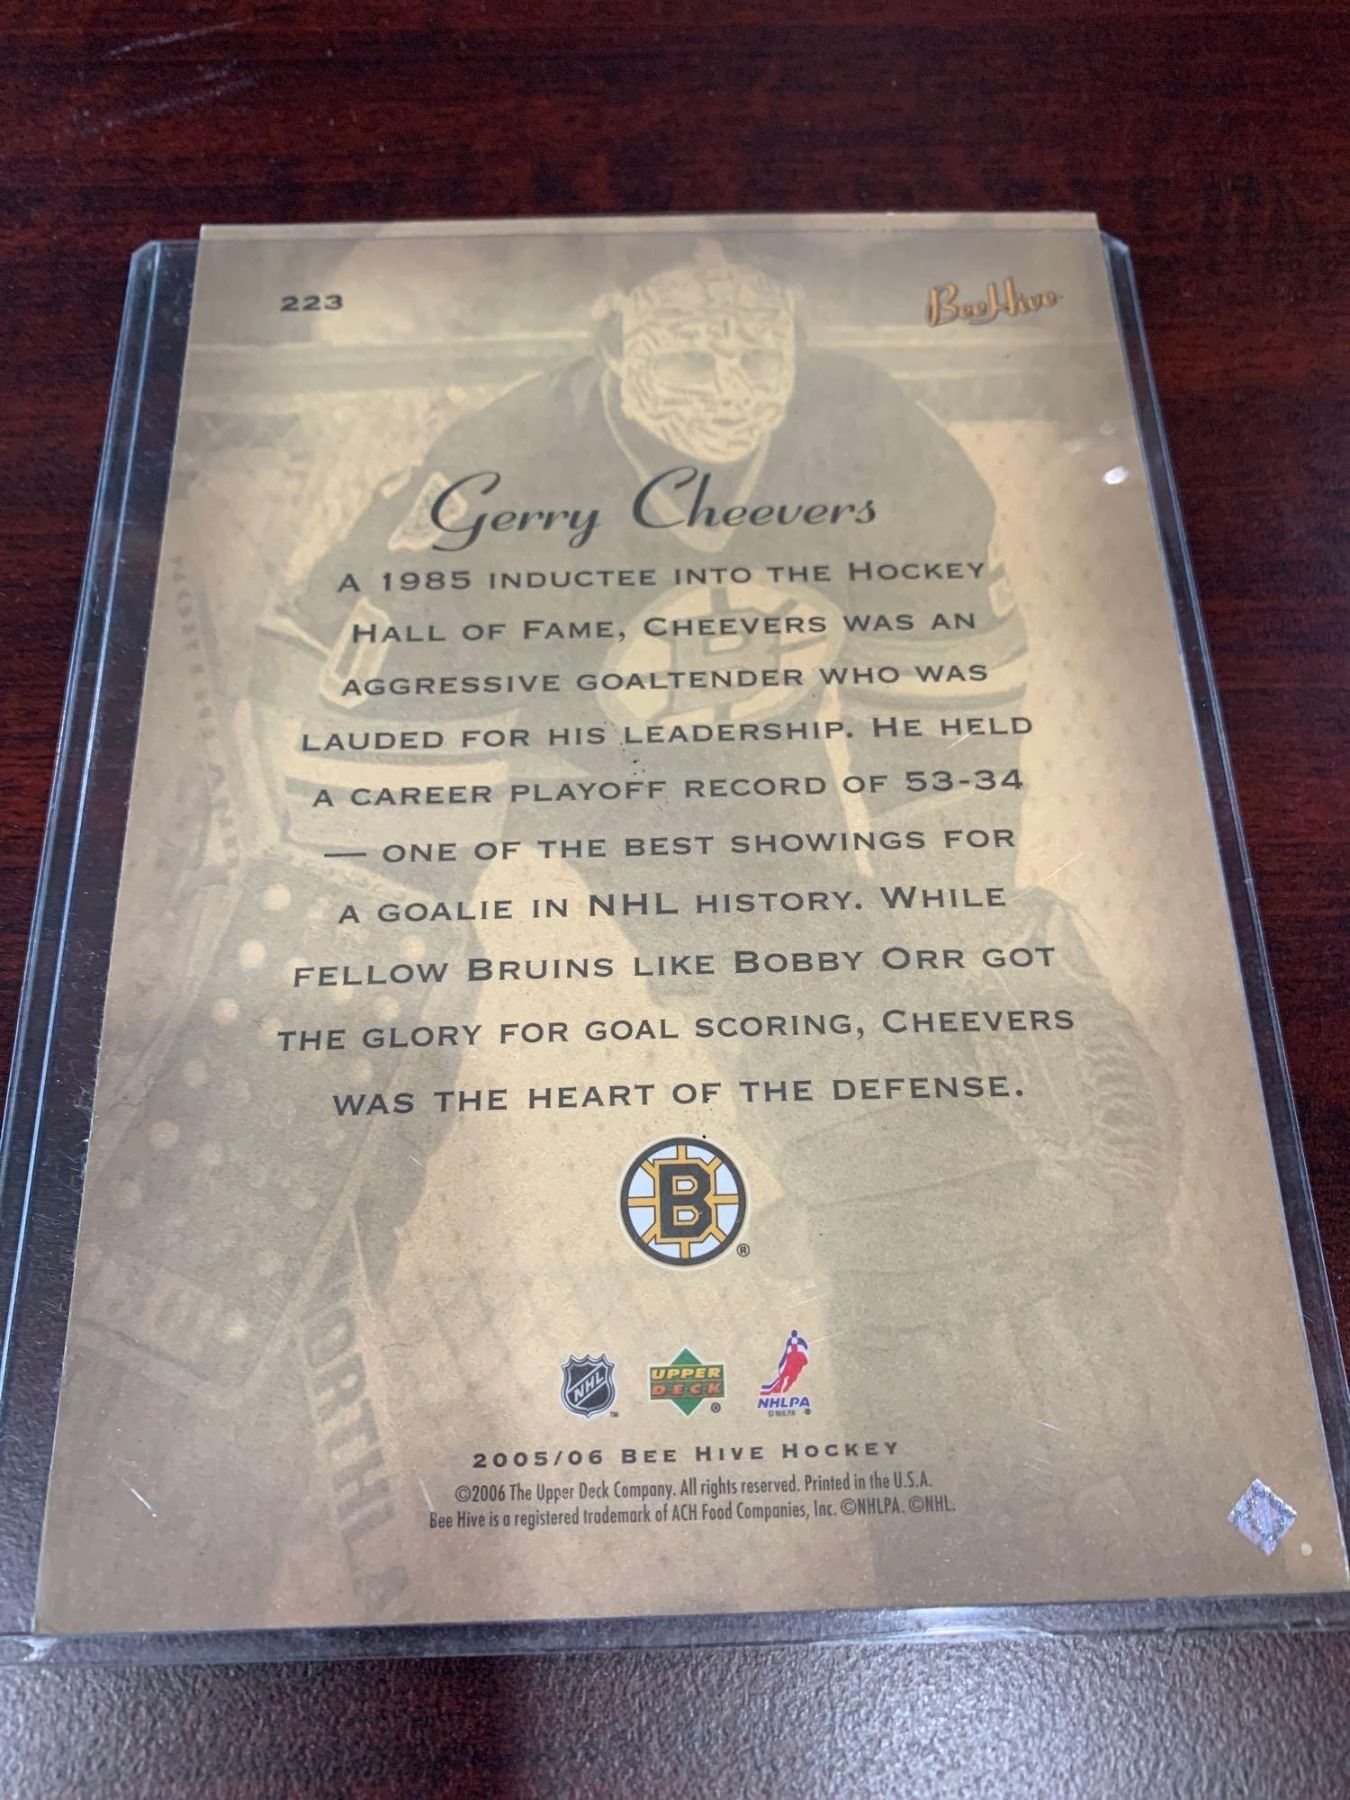 223
BeeHive
Gerry Cheevers
A 1985 INDUCTEE INTO THE HOCKEY
HALL OF FAME, CHEEVERS WAS AN
AGGRESSIVE GOALTENDER WHO WAS
LAUDED FOR HIS LEADERSHIP. HE HELD
A CAREER PLAYOFF RECORD OF 53-34
— ONE OF THE BEST SHOWINGS FOR
A GOALIE IN NHL HISTORY. WHILE
FELLOW BRUINS LIKE BOBBY ORR GOT
THE GLORY FOR GOAL SCORING, CHEEVERS
WAS THE HEART OF THE DEFENSE.
B ®
NHL ™
UPPER DECK ®
NHLPA
©NHLPA
2005/06 BEE HIVE HOCKEY
©2006 The Upper Deck Company. All rights reserved. Printed in the U.S.A.
Bee Hive is a registered trademark of ACH Food Companies, Inc. ©NHLPA. ©NHL.